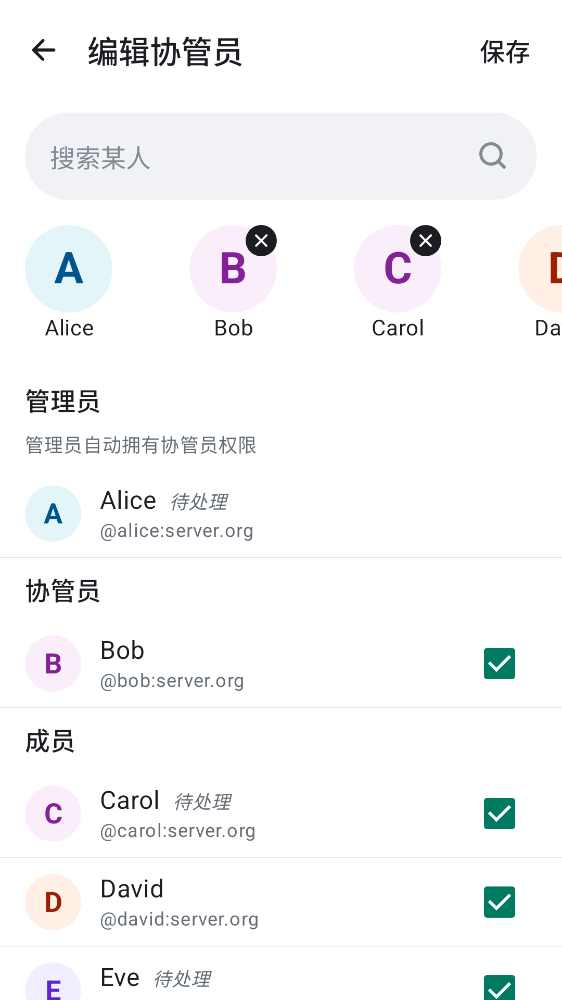 编辑协管员
保存
搜索某人
A
B
C
Alice
Bob
Carol
Da
管理员
管理员自动拥有协管员权限
A
Alice 待处理
@alice:server.org
协管员
B
Bob
@bob:server.org
成员
C
Carol 待处理
@carol:server.org
D
David
@david:server.org
E
Eve 待处理